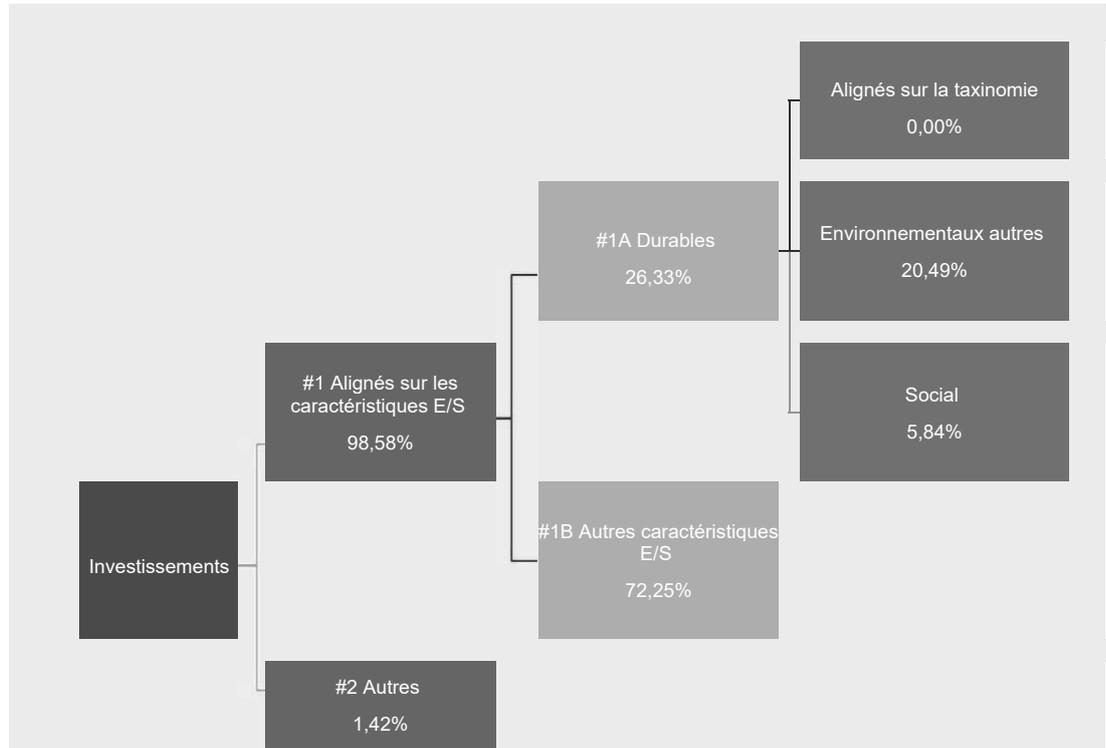 Alignés sur la taxinomie
0,00%
#1A Durables
26,33%
Environnementaux autres
20,49%
#1 Alignés sur les
caractéristiques E/S
98,58%
Social
5,84%
Investissements
#1B Autres caractéristiques
E/S
72,25%
#2 Autres
1,42%